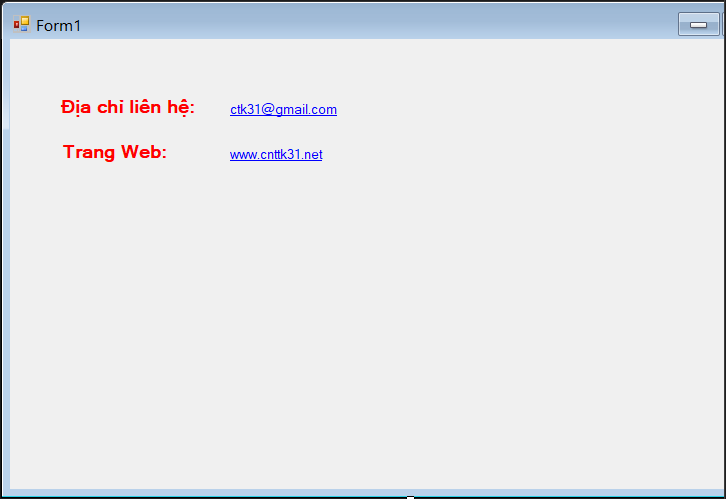 Form1
Địa chỉ liên hệ: ctk31@gmail.com
Trang Web: www.cnttk31.net